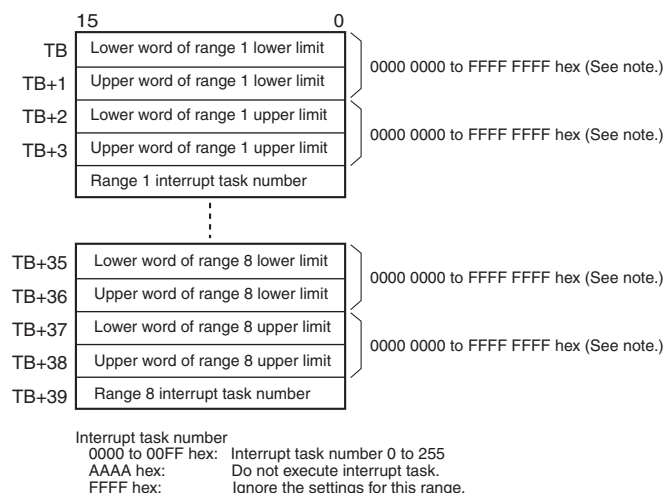 15 0
TB Lower word of range 1 lower limit
0000 0000 to FFFF FFFF hex (See note.)
TB+1 Upper word of range 1 lower limit
TB+2 Lower word of range 1 upper limit
0000 0000 to FFFF FFFF hex (See note.)
TB+3 Upper word of range 1 upper limit
Range 1 interrupt task number
TB+35 Lower word of range 8 lower limit
0000 0000 to FFFF FFFF hex (See note.)
TB+36 Upper word of range 8 lower limit
TB+37 Lower word of range 8 upper limit
0000 0000 to FFFF FFFF hex (See note.)
TB+38 Upper word of range 8 upper limit
TB+39 Range 8 interrupt task number
Interrupt task number
0000 to 00FF hex: Interrupt task number 0 to 255
AAAA hex: Do not execute interrupt task.
FFFF hex: Ignore the settings for this range.